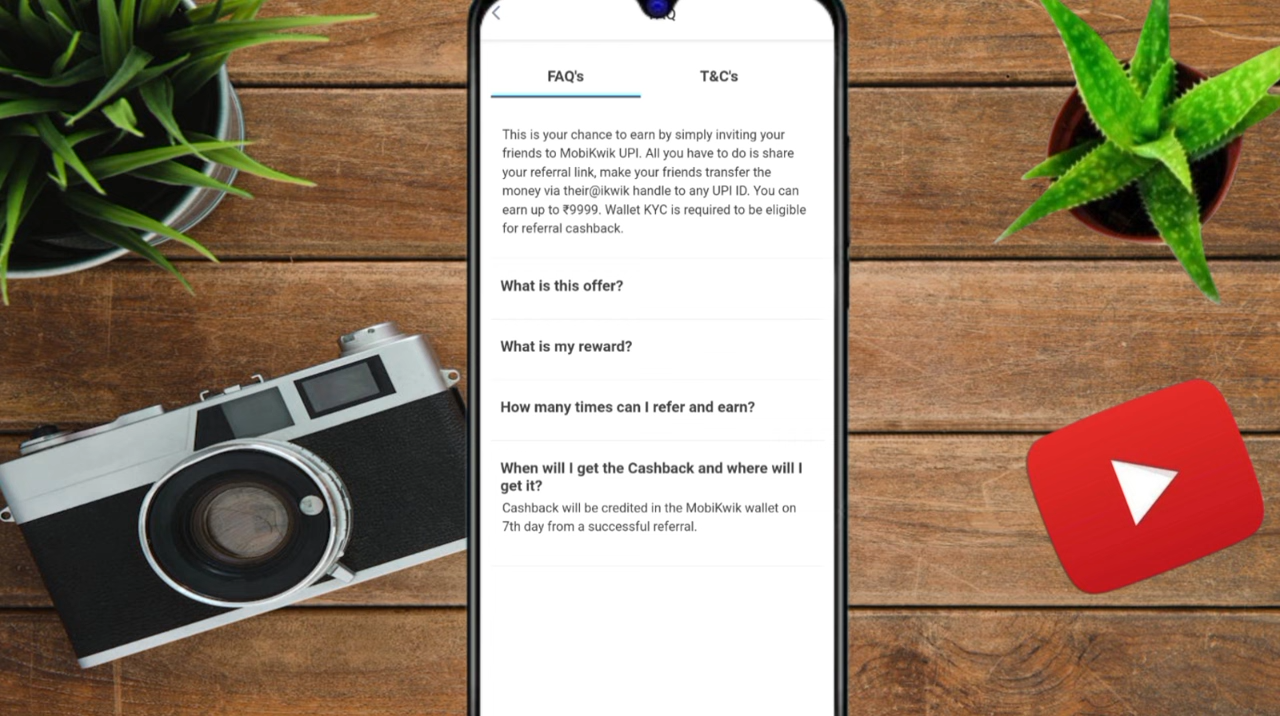 FAQ's
T&C's
This is your chance to earn by simply inviting your
friends to MobiKwik UPI. All you have to do is share
your referral link, make your friends transfer the
money via their@ikwik handle to any UPI ID. You can
earn up to ₹9999. Wallet KYC is required to be eligible
for referral cashback.
What is this offer?
What is my reward?
How many times can I refer and earn?
When will I get the Cashback and where will I
get it?
Cashback will be credited in the MobiKwik wallet on
7th day from a successful referral.